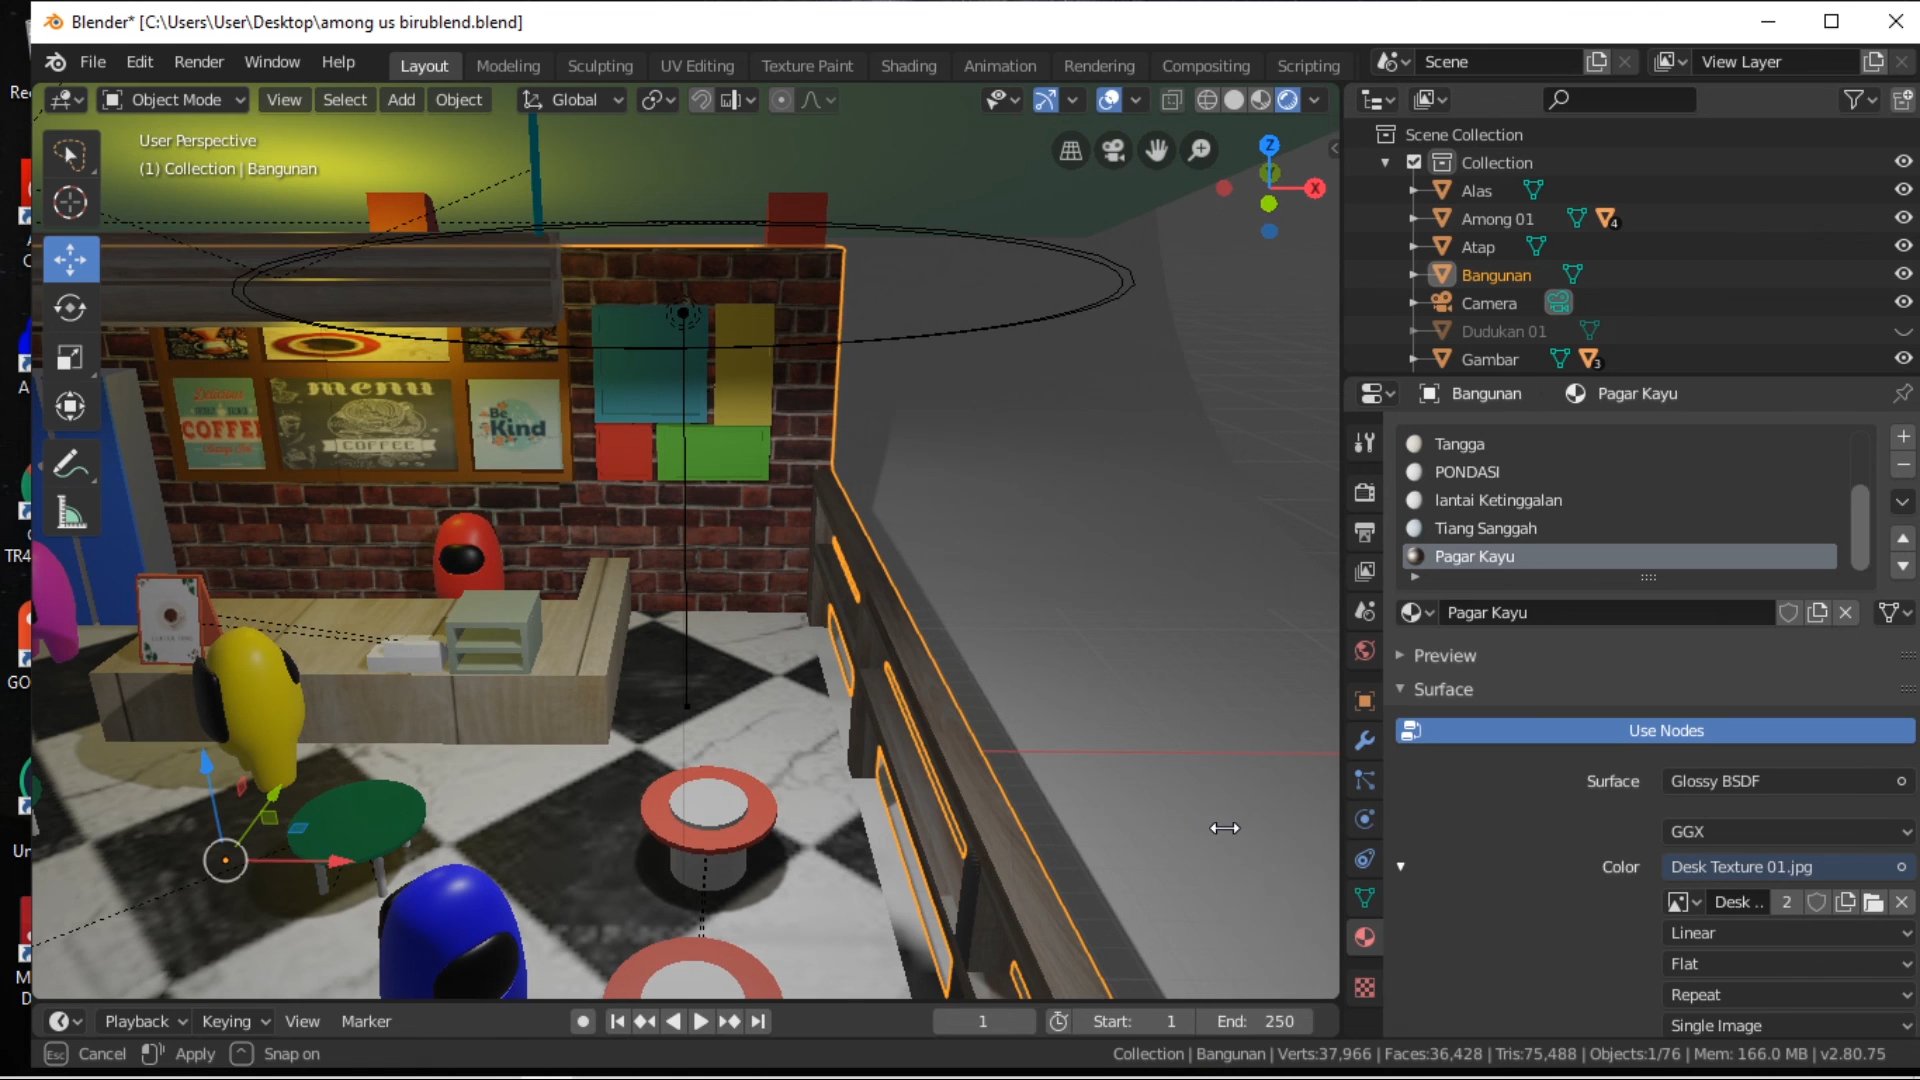 Blender* [C:\Users\User\Desktop\among us birublend.blend]
File Edit Render Window Help Layout Modeling Sculpting UV Editing Texture Paint Shading Animation Rendering Compositing Scripting Scene View Layer
Object Mode View Select Add Object Global
User Perspective
(1) Collection | Bangunan
Z
X
Scene Collection
Collection
Alas
Among 01 4
Atap
Bangunan
Camera
Dudukan 01
Gambar 3
Bangunan Pagar Kayu
Tangga
PONDASI
lantai Ketinggalan
Tiang Sanggah
Pagar Kayu
Pagar Kayu
Preview
Surface
Use Nodes
Surface Glossy BSDF
GGX
Color Desk Texture 01.jpg
Desk .. 2
Linear
Flat
Repeat
Single Image
COFFEE
menu
COFFEE
Be
Kind
TR4
GO
Playback Keying View Marker 1 Start: 1 End: 250
Esc Cancel Apply ^ Snap on Collection | Bangunan | Verts:37,966 | Faces:36,428 | Tris:75,488 | Objects:1/76 | Mem: 166.0 MB | v2.80.75